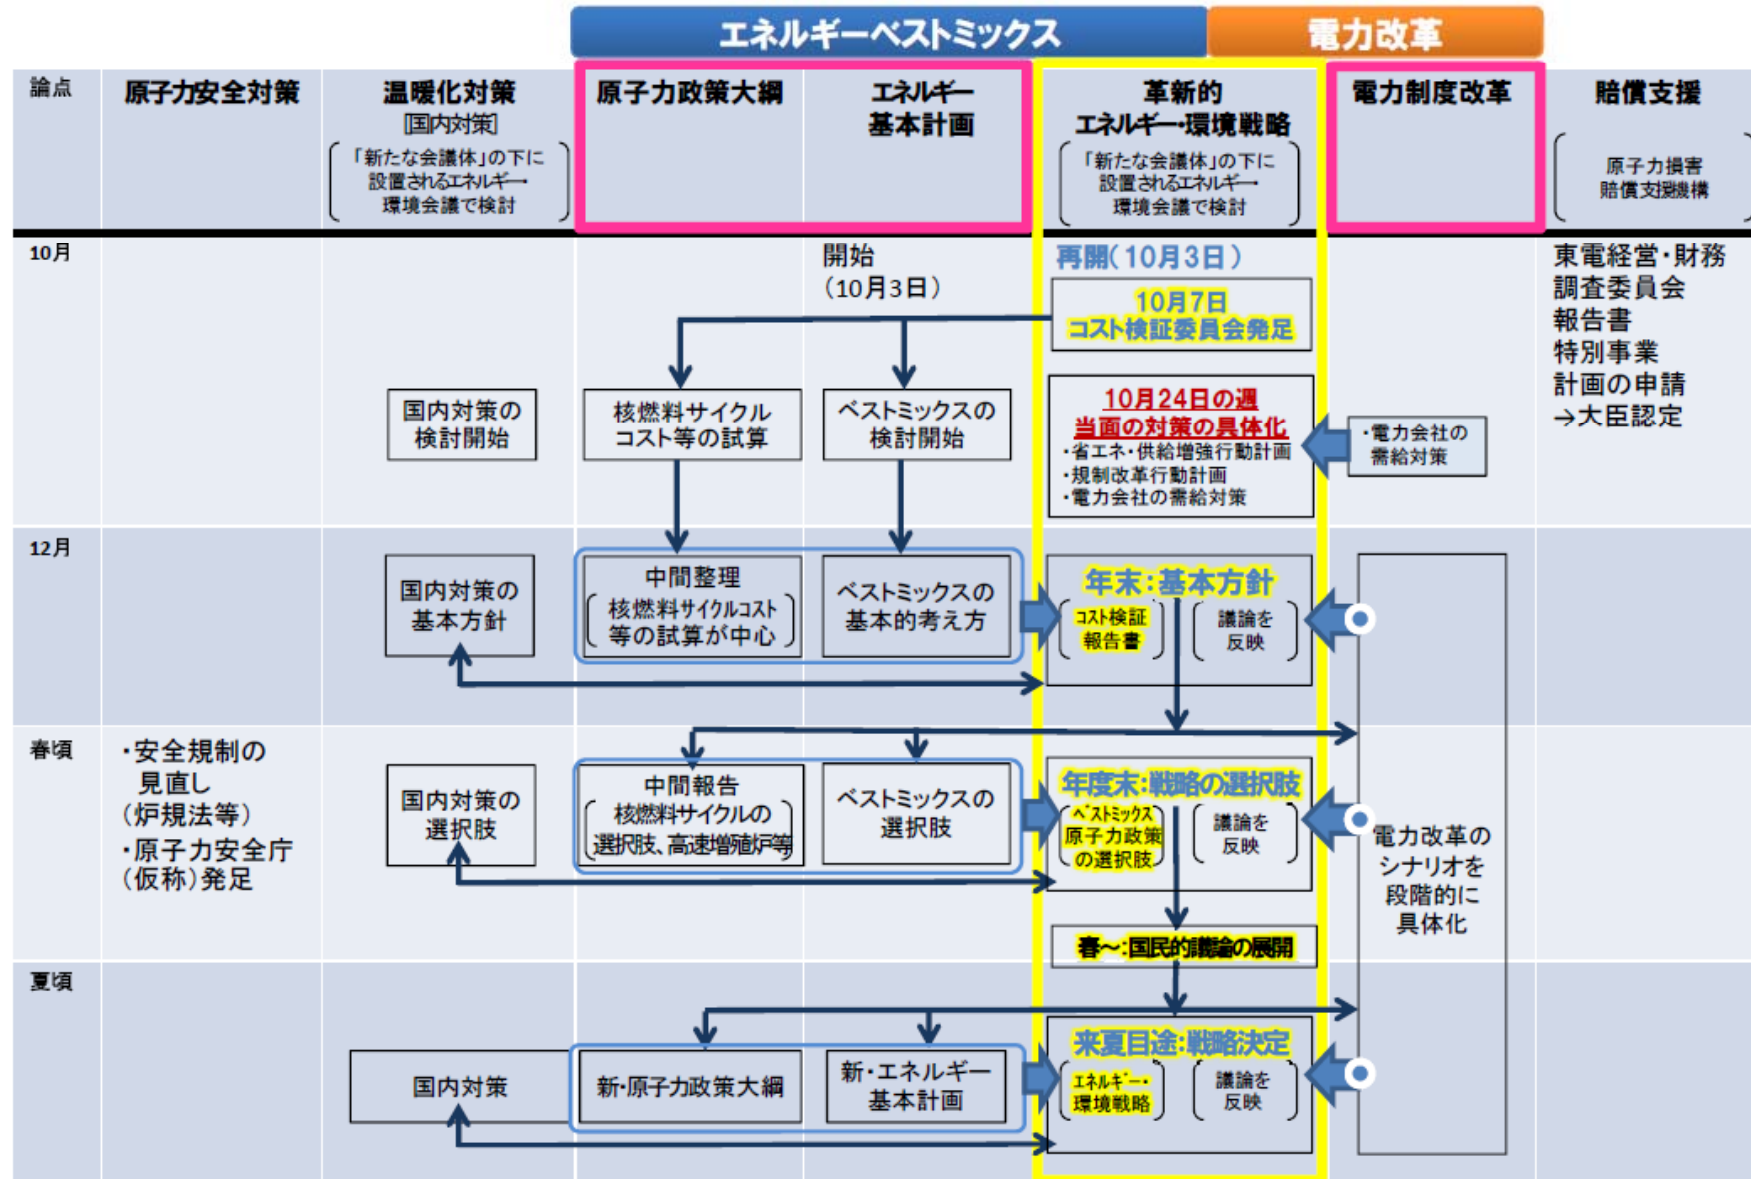 エネルギーベストミックス
電力改革
論点
原子力安全対策
温暖化対策
[国内対策]
「新たな会議体」の下に
設置されるエネルギー・
環境会議で検討
原子力政策大綱
エネルギー
基本計画
革新的
エネルギー・環境戦略
「新たな会議体」の下に
設置されるエネルギー・
環境会議で検討
電力制度改革
賠償支援
原子力損害
賠償支援機構
10月
開始
(10月3日)
再開(10月3日)
10月7日
コスト検証委員会発足
東電経営・財務
調査委員会
報告書
特別事業
計画の申請
→大臣認定
国内対策の
検討開始
核燃料サイクル
コスト等の試算
ベストミックスの
検討開始
10月24日の週
当面の対策の具体化
・省エネ・供給増強行動計画
・規制改革行動計画
・電力会社の需給対策
・電力会社の
需給対策
12月
国内対策の
基本方針
中間整理
核燃料サイクルコスト
等の試算が中心
ベストミックスの
基本的考え方
年末:基本方針
コスト検証
報告書
議論を
反映
春頃
・安全規制の
見直し
(炉規法等)
・原子力安全庁
(仮称)発足
国内対策の
選択肢
中間報告
核燃料サイクルの
選択肢、高速増殖炉等
ベストミックスの
選択肢
年度末:戦略の選択肢
ベストミックス
原子力政策
の選択肢
議論を
反映
電力改革の
シナリオを
段階的に
具体化
春～:国民的議論の展開
夏頃
国内対策
新・原子力政策大綱
新・エネルギー
基本計画
来夏目途:戦略決定
エネルギー・
環境戦略
議論を
反映